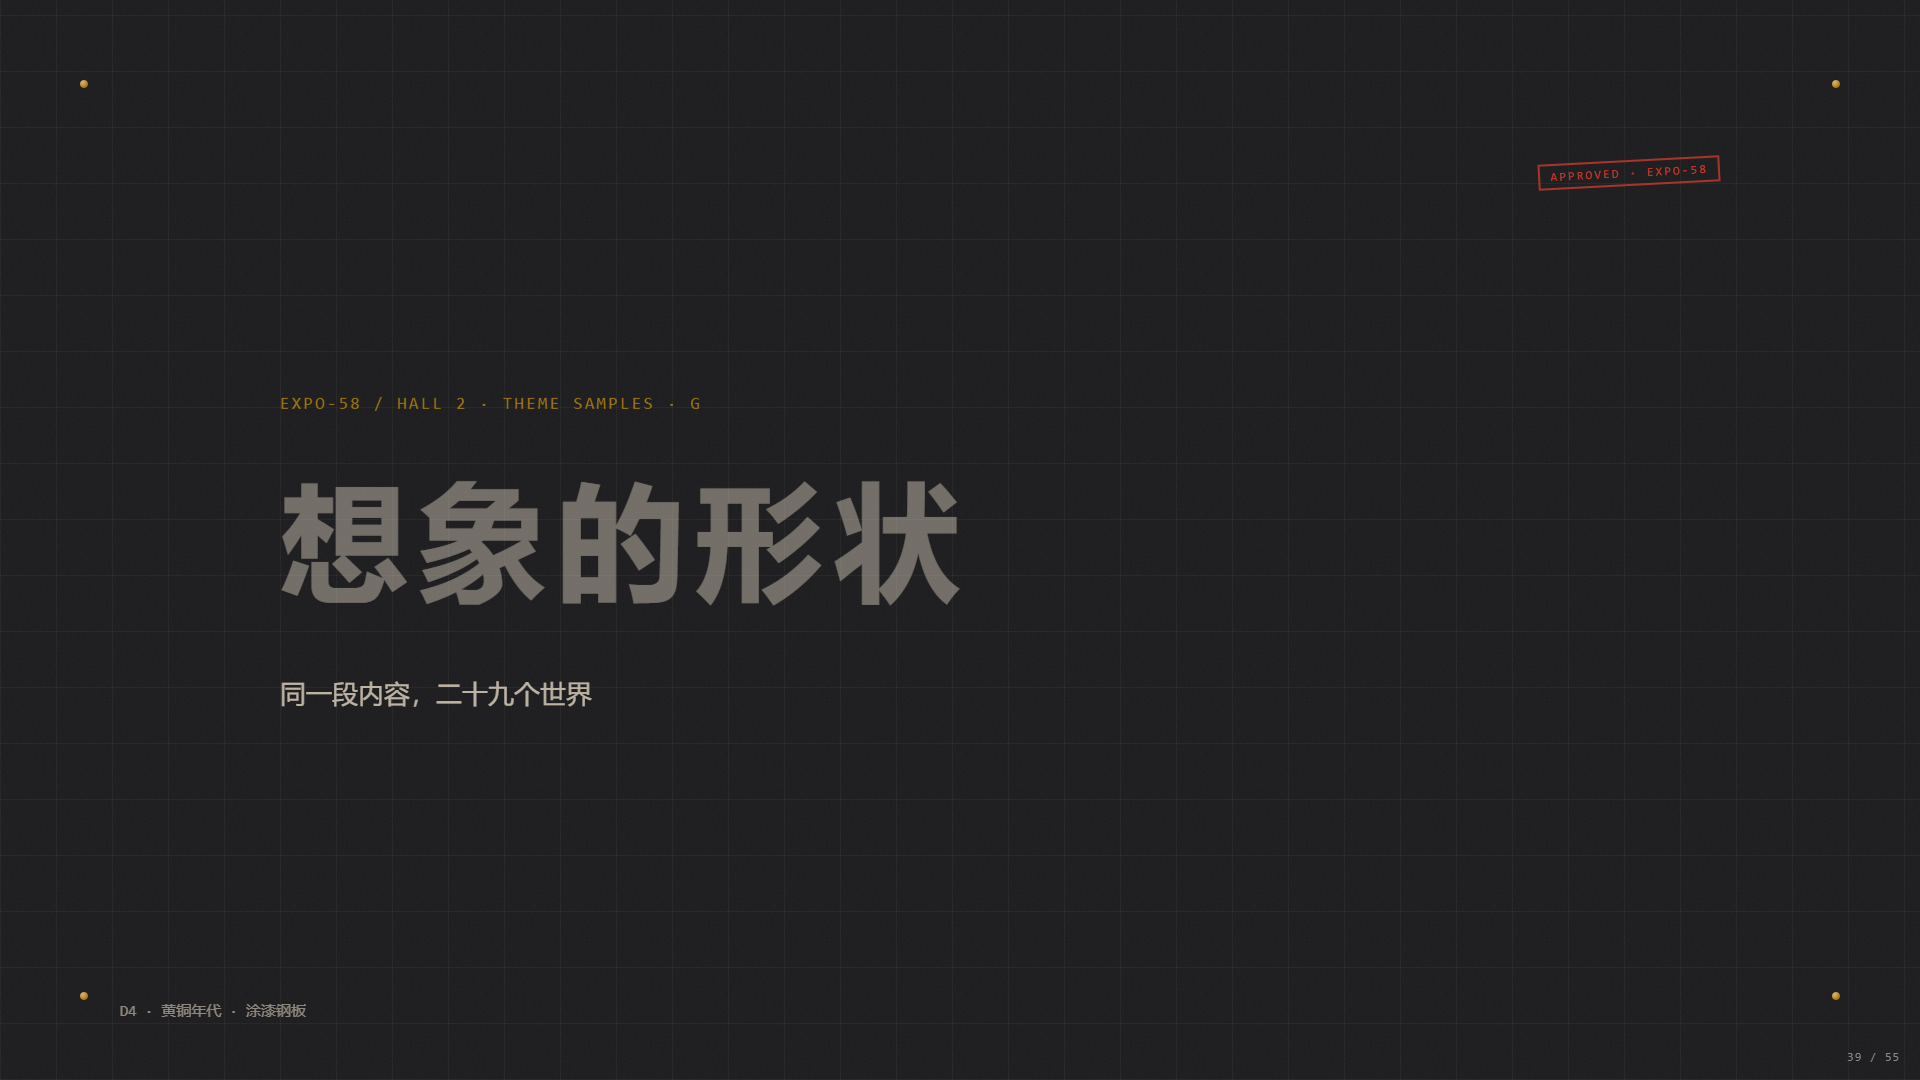 APPROVED · EXPO-58
EXPO-58 / HALL 2 · THEME SAMPLES · G
想象的形状
同一段内容，二十九个世界
D4 · 黄铜年代 · 涂漆钢板
39 / 55